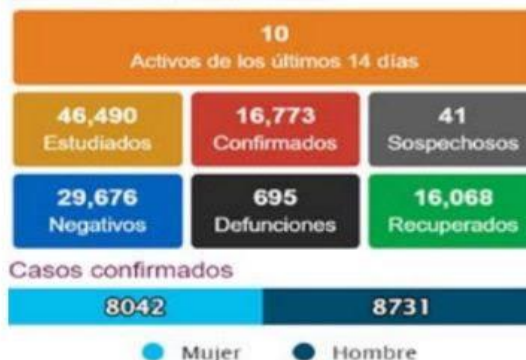 10
Activos de los últimos 14 días
46,490
Estudiados
16,773
Confirmados
41
Sospechosos
29,676
Negativos
695
Defunciones
16,068
Recuperados
Casos confirmados
8042 8731
Mujer Hombre